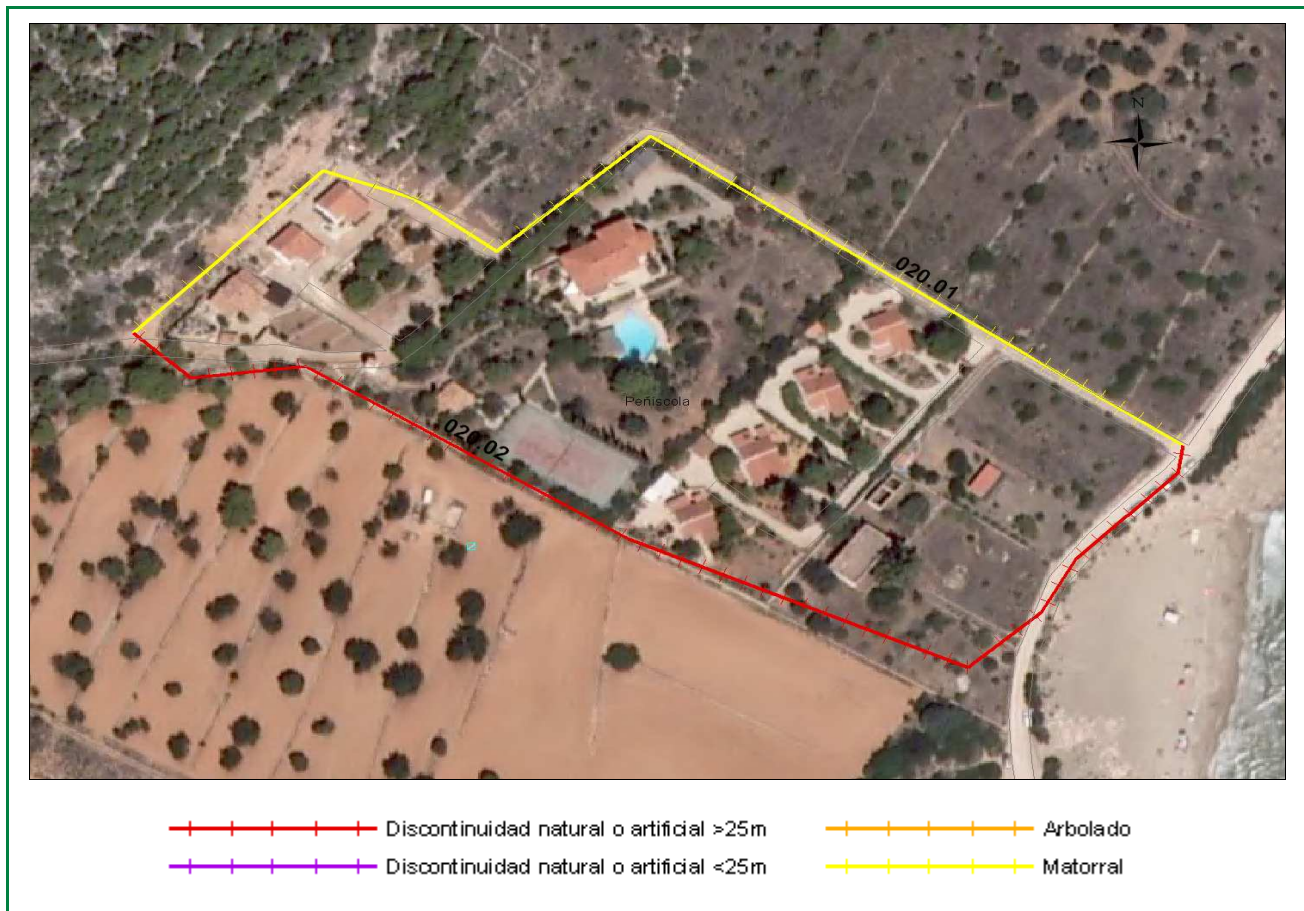 N
020.01
Peñiscola
020.02
Discontinuidad natural o artificial >25m
Arbolado
Discontinuidad natural o artificial <25m
Matorral